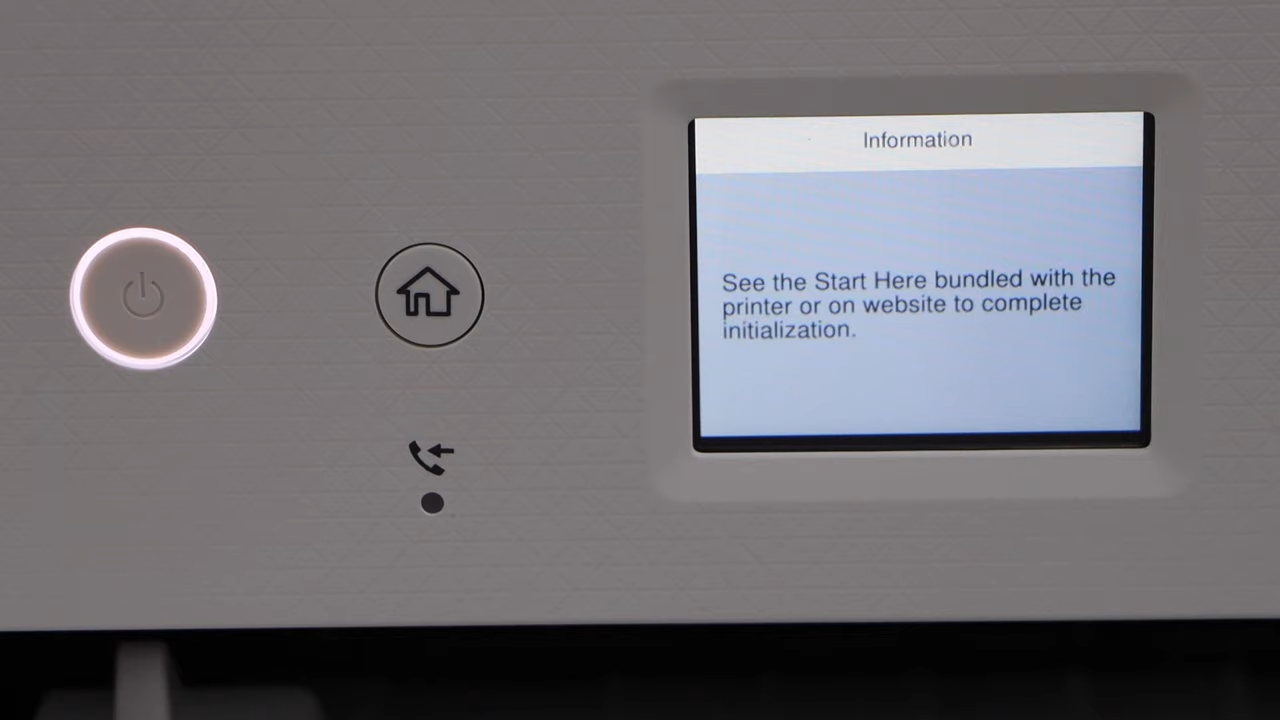 Information
See the Start Here bundled with the
printer or on website to complete
initialization.